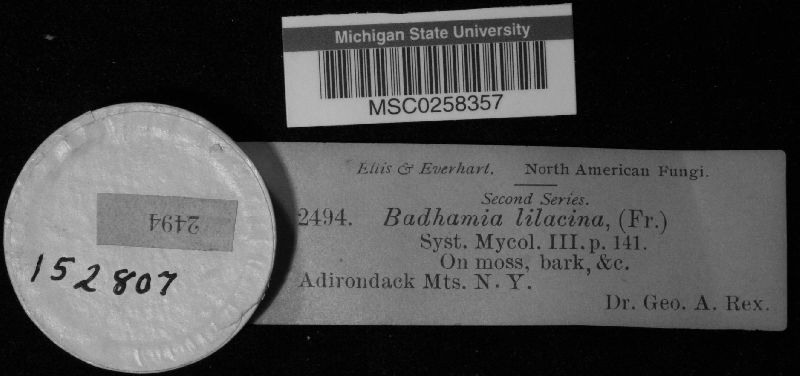 Michigan State University
MSC0258357
Ellis & Everhart. North American Fungi.
Second Series.
2494. Badhamia lilacina, (Fr.)
Syst. Mycol. III. p. 141.
On moss, bark, &c.
Adirondack Mts. N. Y.
Dr. Geo. A. Rex.
2494
152807